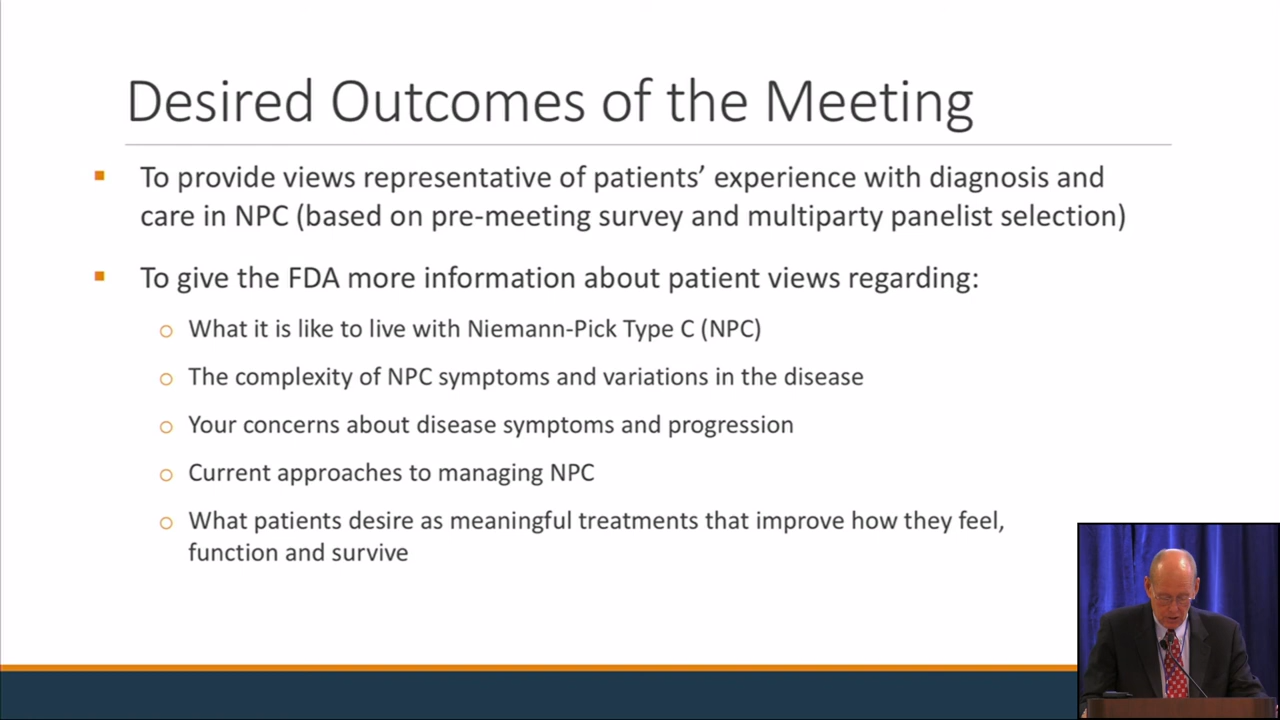 Desired Outcomes of the Meeting
▪ To provide views representative of patients’ experience with diagnosis and
care in NPC (based on pre-meeting survey and multiparty panelist selection)
▪ To give the FDA more information about patient views regarding:
o What it is like to live with Niemann-Pick Type C (NPC)
o The complexity of NPC symptoms and variations in the disease
o Your concerns about disease symptoms and progression
o Current approaches to managing NPC
o What patients desire as meaningful treatments that improve how they feel,
function and survive